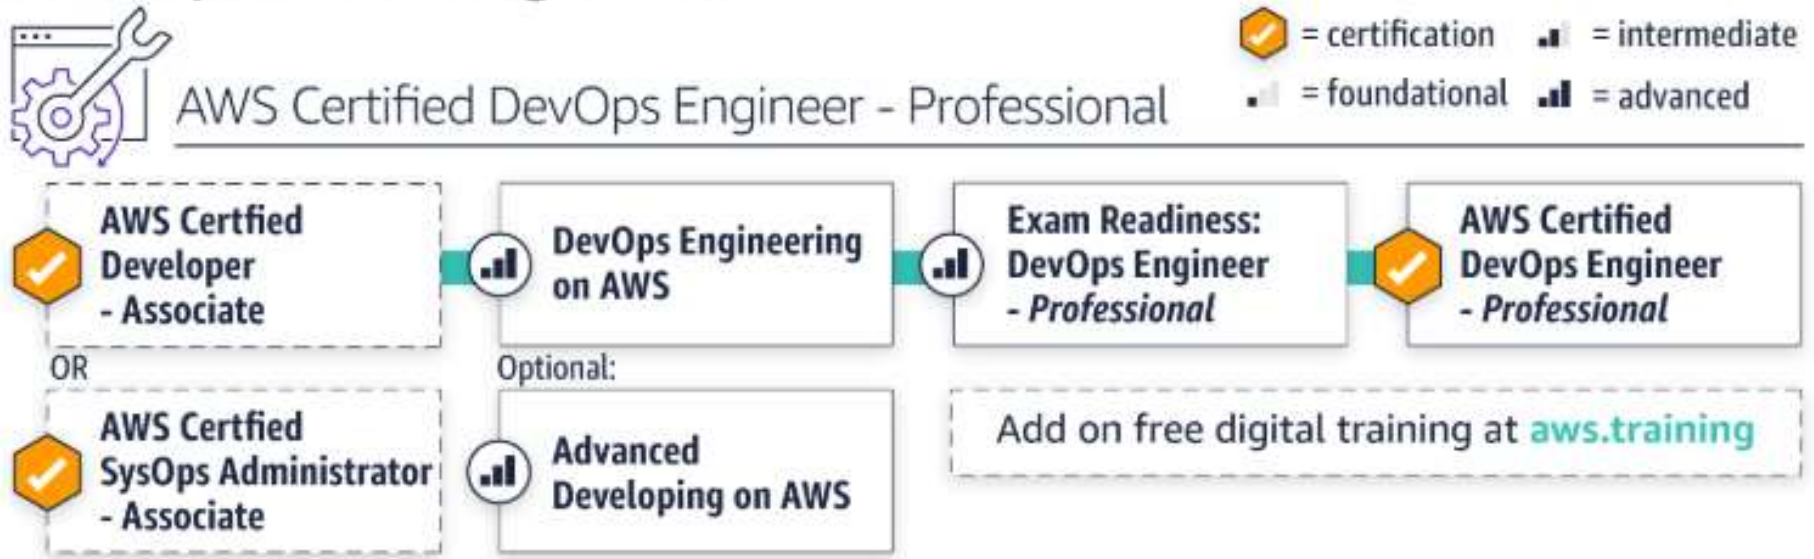 = certification
= intermediate
= foundational
= advanced
AWS Certified DevOps Engineer - Professional
AWS Certfied
Developer
- Associate
DevOps Engineering
on AWS
Exam Readiness:
DevOps Engineer
- Professional
AWS Certified
DevOps Engineer
- Professional
OR
Optional:
AWS Certfied
SysOps Administrator
- Associate
Advanced
Developing on AWS
Add on free digital training at aws.training